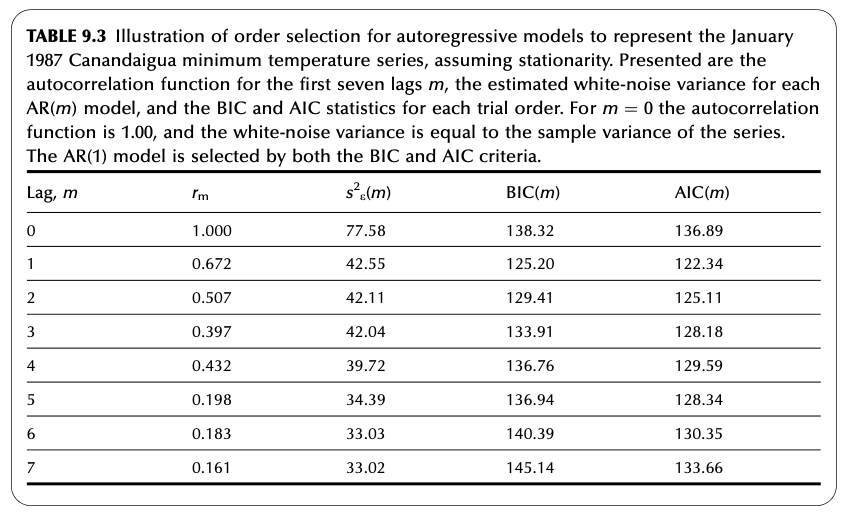 TABLE 9.3 Illustration of order selection for autoregressive models to represent the January
1987 Canandaigua minimum temperature series, assuming stationarity. Presented are the
autocorrelation function for the first seven lags m, the estimated white-noise variance for each
AR(m) model, and the BIC and AIC statistics for each trial order. For m = 0 the autocorrelation
function is 1.00, and the white-noise variance is equal to the sample variance of the series.
The AR(1) model is selected by both the BIC and AIC criteria.
Lag, m rm s²ε(m) BIC(m) AIC(m)
0 1.000 77.58 138.32 136.89
1 0.672 42.55 125.20 122.34
2 0.507 42.11 129.41 125.11
3 0.397 42.04 133.91 128.18
4 0.432 39.72 136.76 129.59
5 0.198 34.39 136.94 128.34
6 0.183 33.03 140.39 130.35
7 0.161 33.02 145.14 133.66